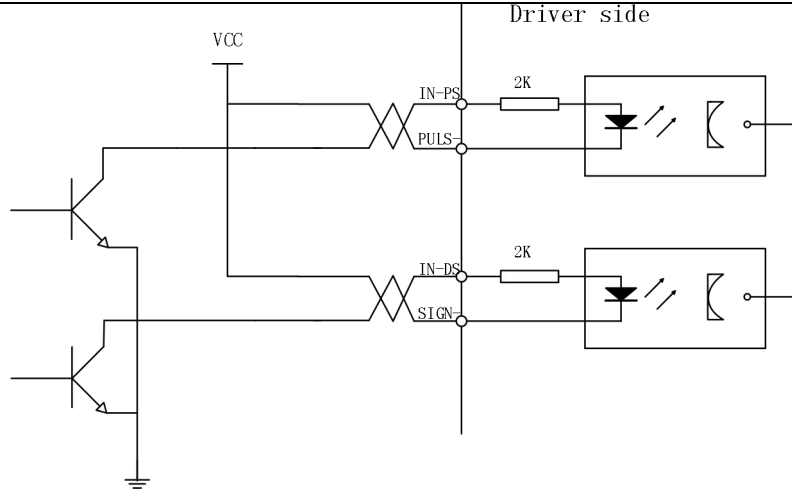 Driver side
VCC
2K
IN-PS
PULS-
2K
IN-DS
SIGN-